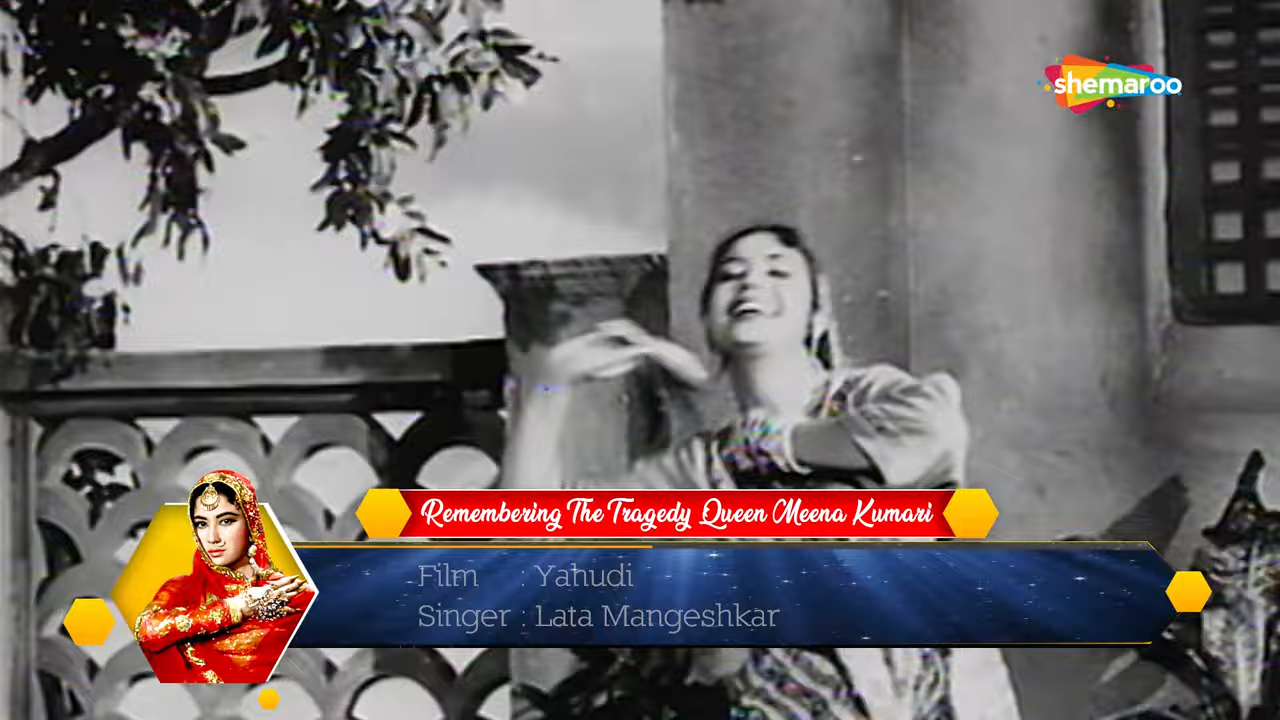 shemaroo
Remembering The Tragedy Queen Meena Kumari
Film : Yahudi
Singer : Lata Mangeshkar